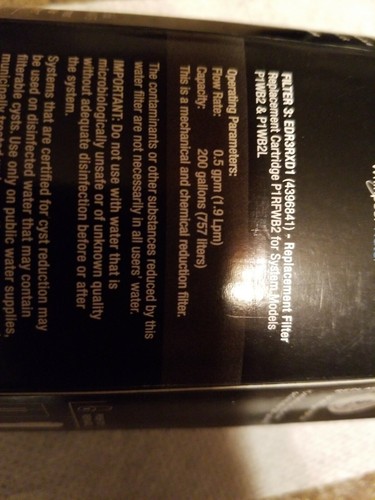 FILTER 3: EDR3RXD1 (4396841) - Replacement Filter
Replacement Cartridge P1RFWB2 for System Models
P1WB2 & P1WB2L
Operating Parameters:
Flow Rate: 0.5 gpm (1.9 Lpm)
Capacity: 200 gallons (757 liters)
This is a mechanical and chemical reduction filter.
The contaminants or other substances reduced by this
water filter are not necessarily in all users' water.
IMPORTANT: Do not use with water that is
microbiologically unsafe or of unknown quality
without adequate disinfection before or after
the system.
Systems that are certified for cyst reduction may
be used on disinfected water that may contain
filterable cysts. Use only on public water supplies,